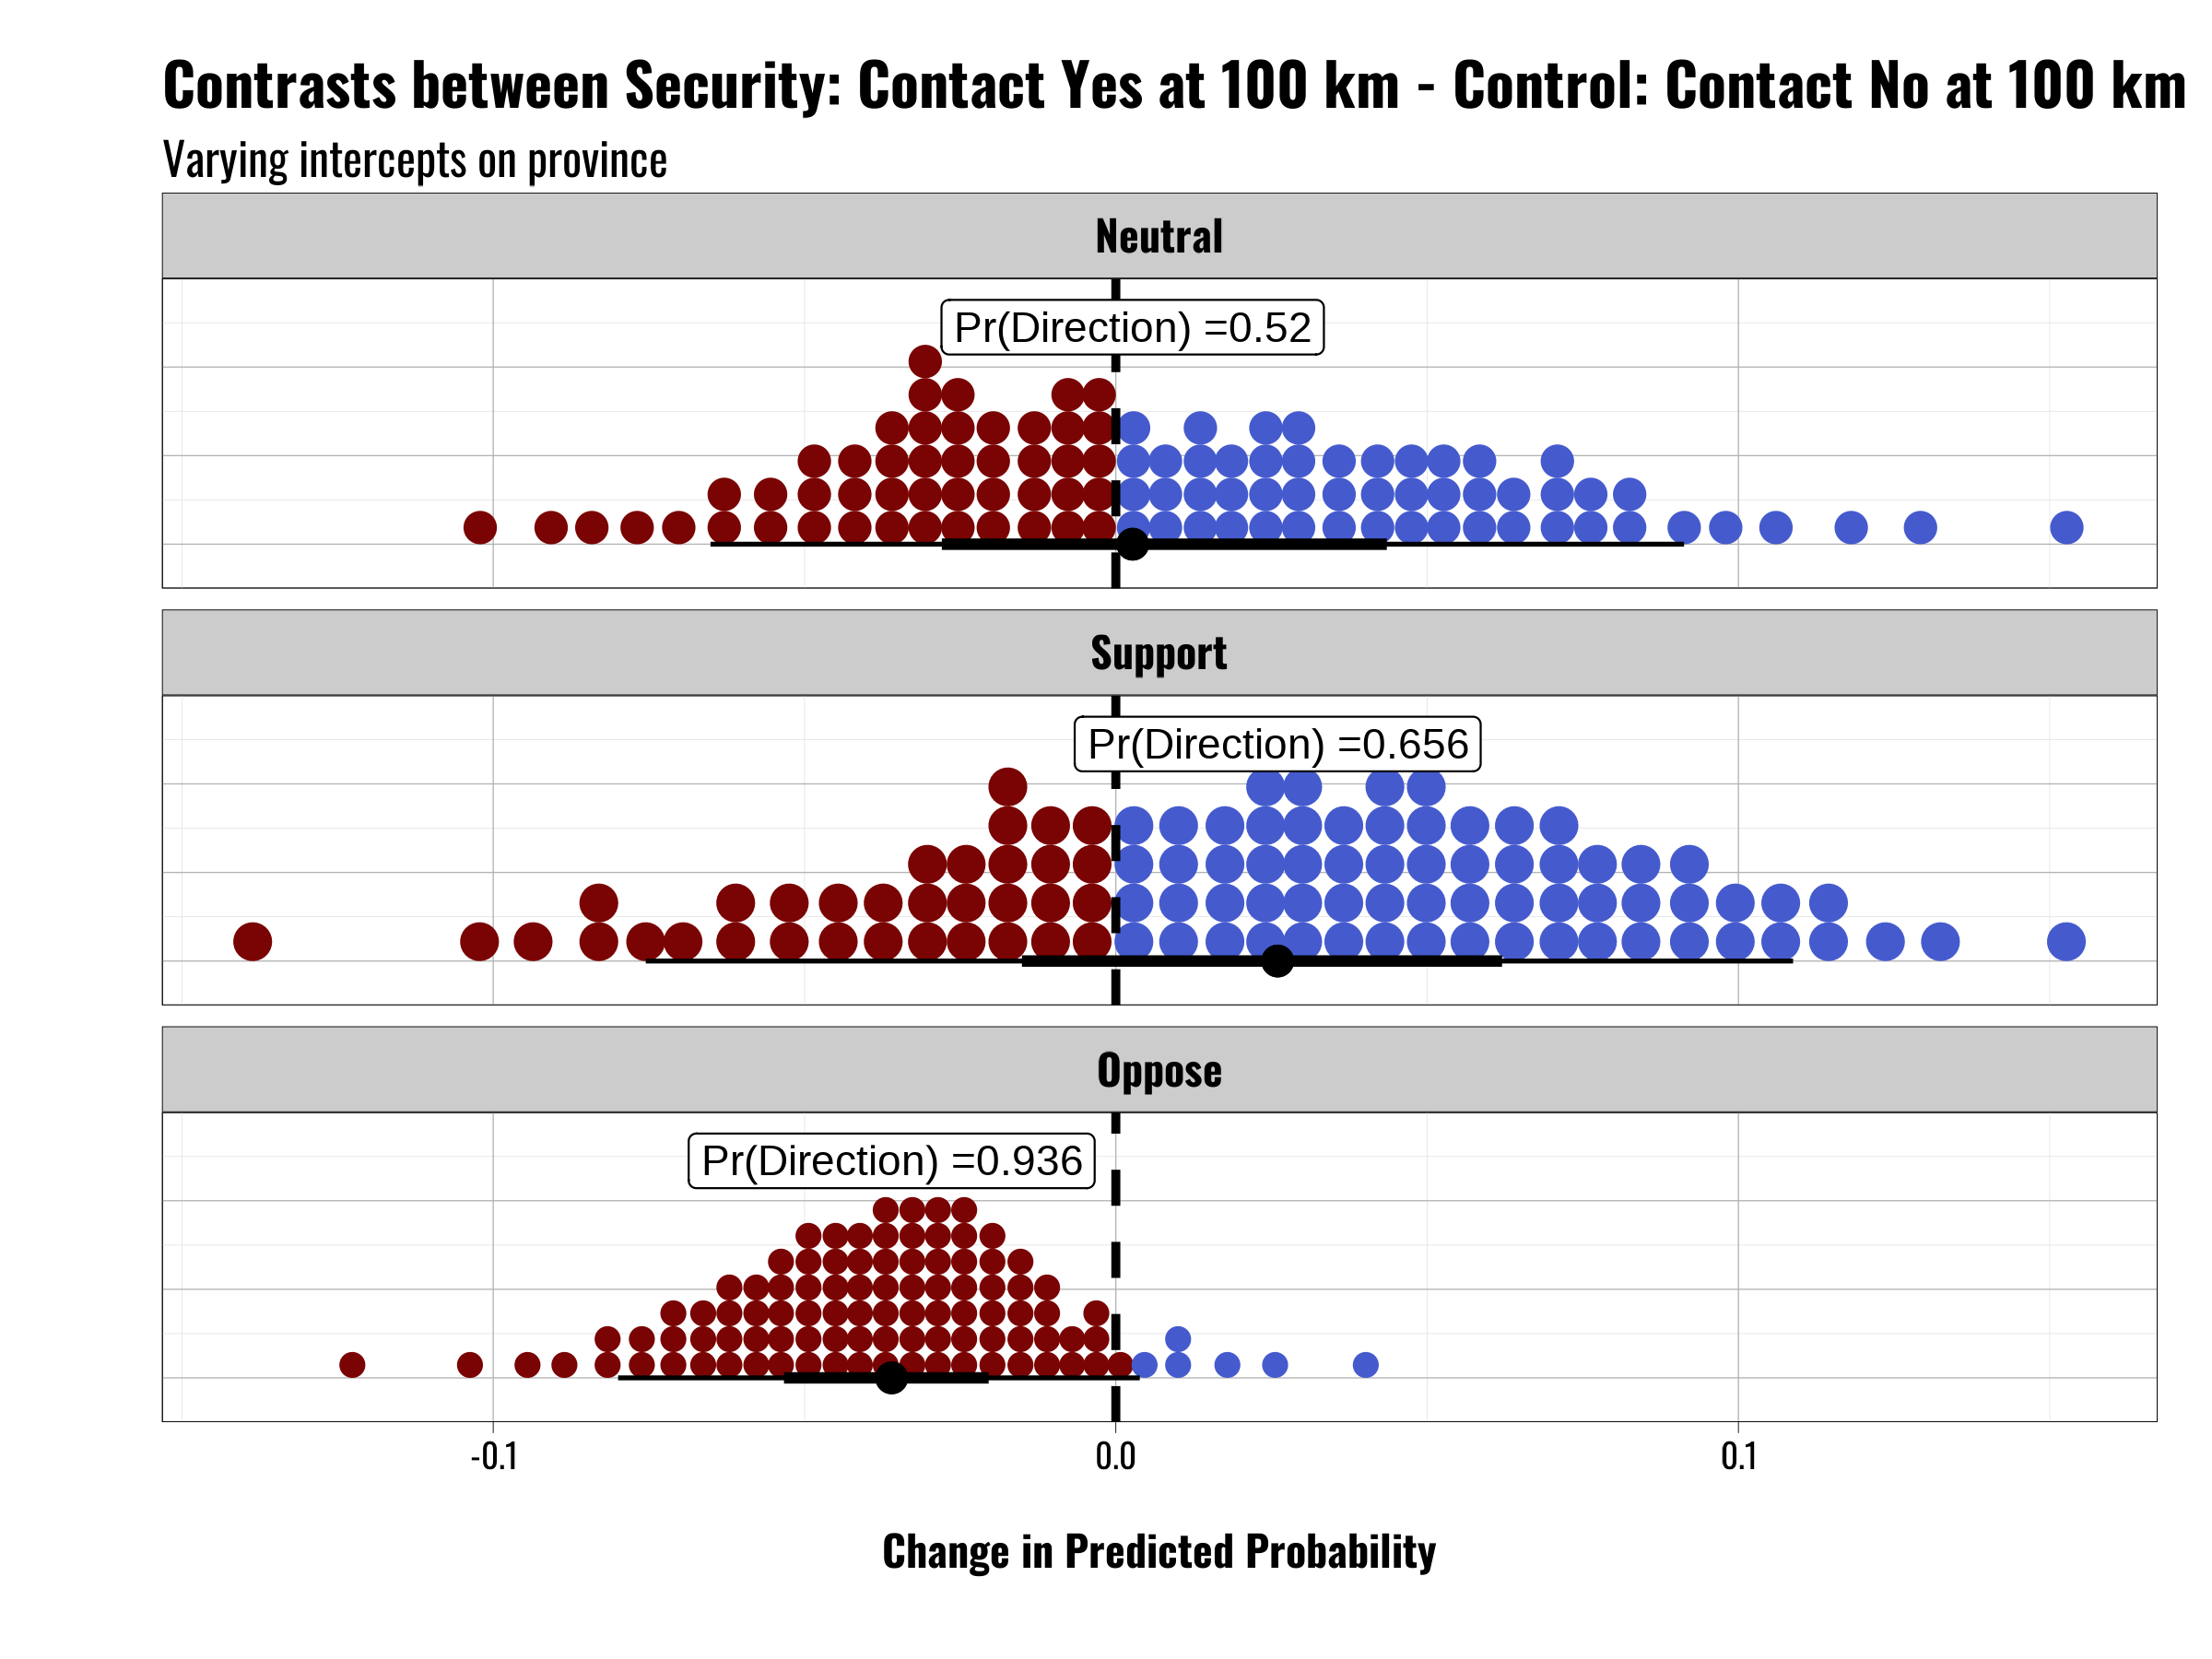 Contrasts between Security: Contact Yes at 100 km - Control: Contact No at 100 km
Varying intercepts on province
Neutral
Pr(Direction) =0.52
Support
Pr(Direction) =0.656
Oppose
Pr(Direction) =0.936
-0.1 0.0 0.1
Change in Predicted Probability